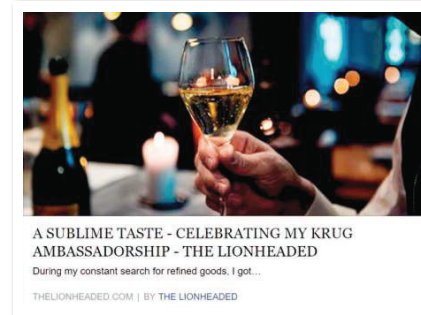 A SUBLIME TASTE - CELEBRATING MY KRUG
AMBASSADORSHIP - THE LIONHEADED
During my constant search for refined goods, I got…
THELIONHEADED.COM | BY THE LIONHEADED